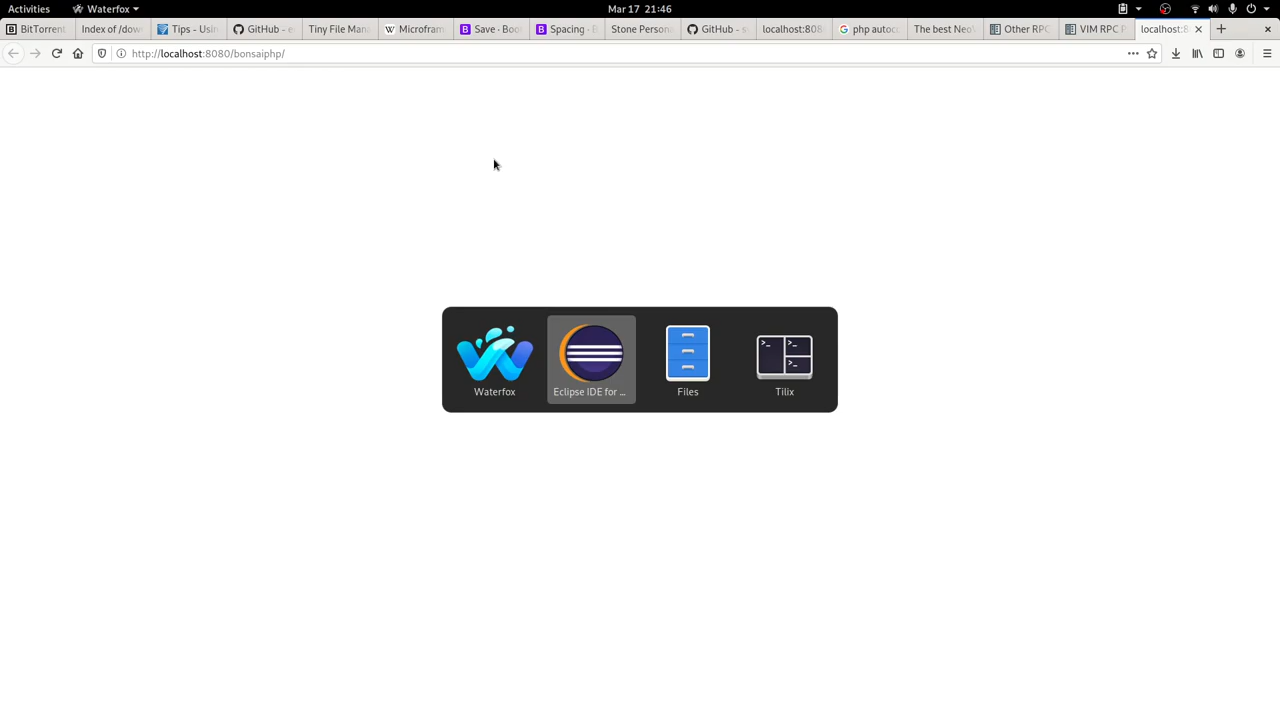 Activities Waterfox Mar 17 21:46
BitTorrent Index of /dow Tips - Usin GitHub - e Tiny File Man Microfram Save · Boo Spacing · B Stone Persona GitHub - s localhost:808 php autoc The best Neo Other RPC VIM RPC P localhost:8
http://localhost:8080/bonsaiphp/
Waterfox Eclipse IDE for ... Files Tilix